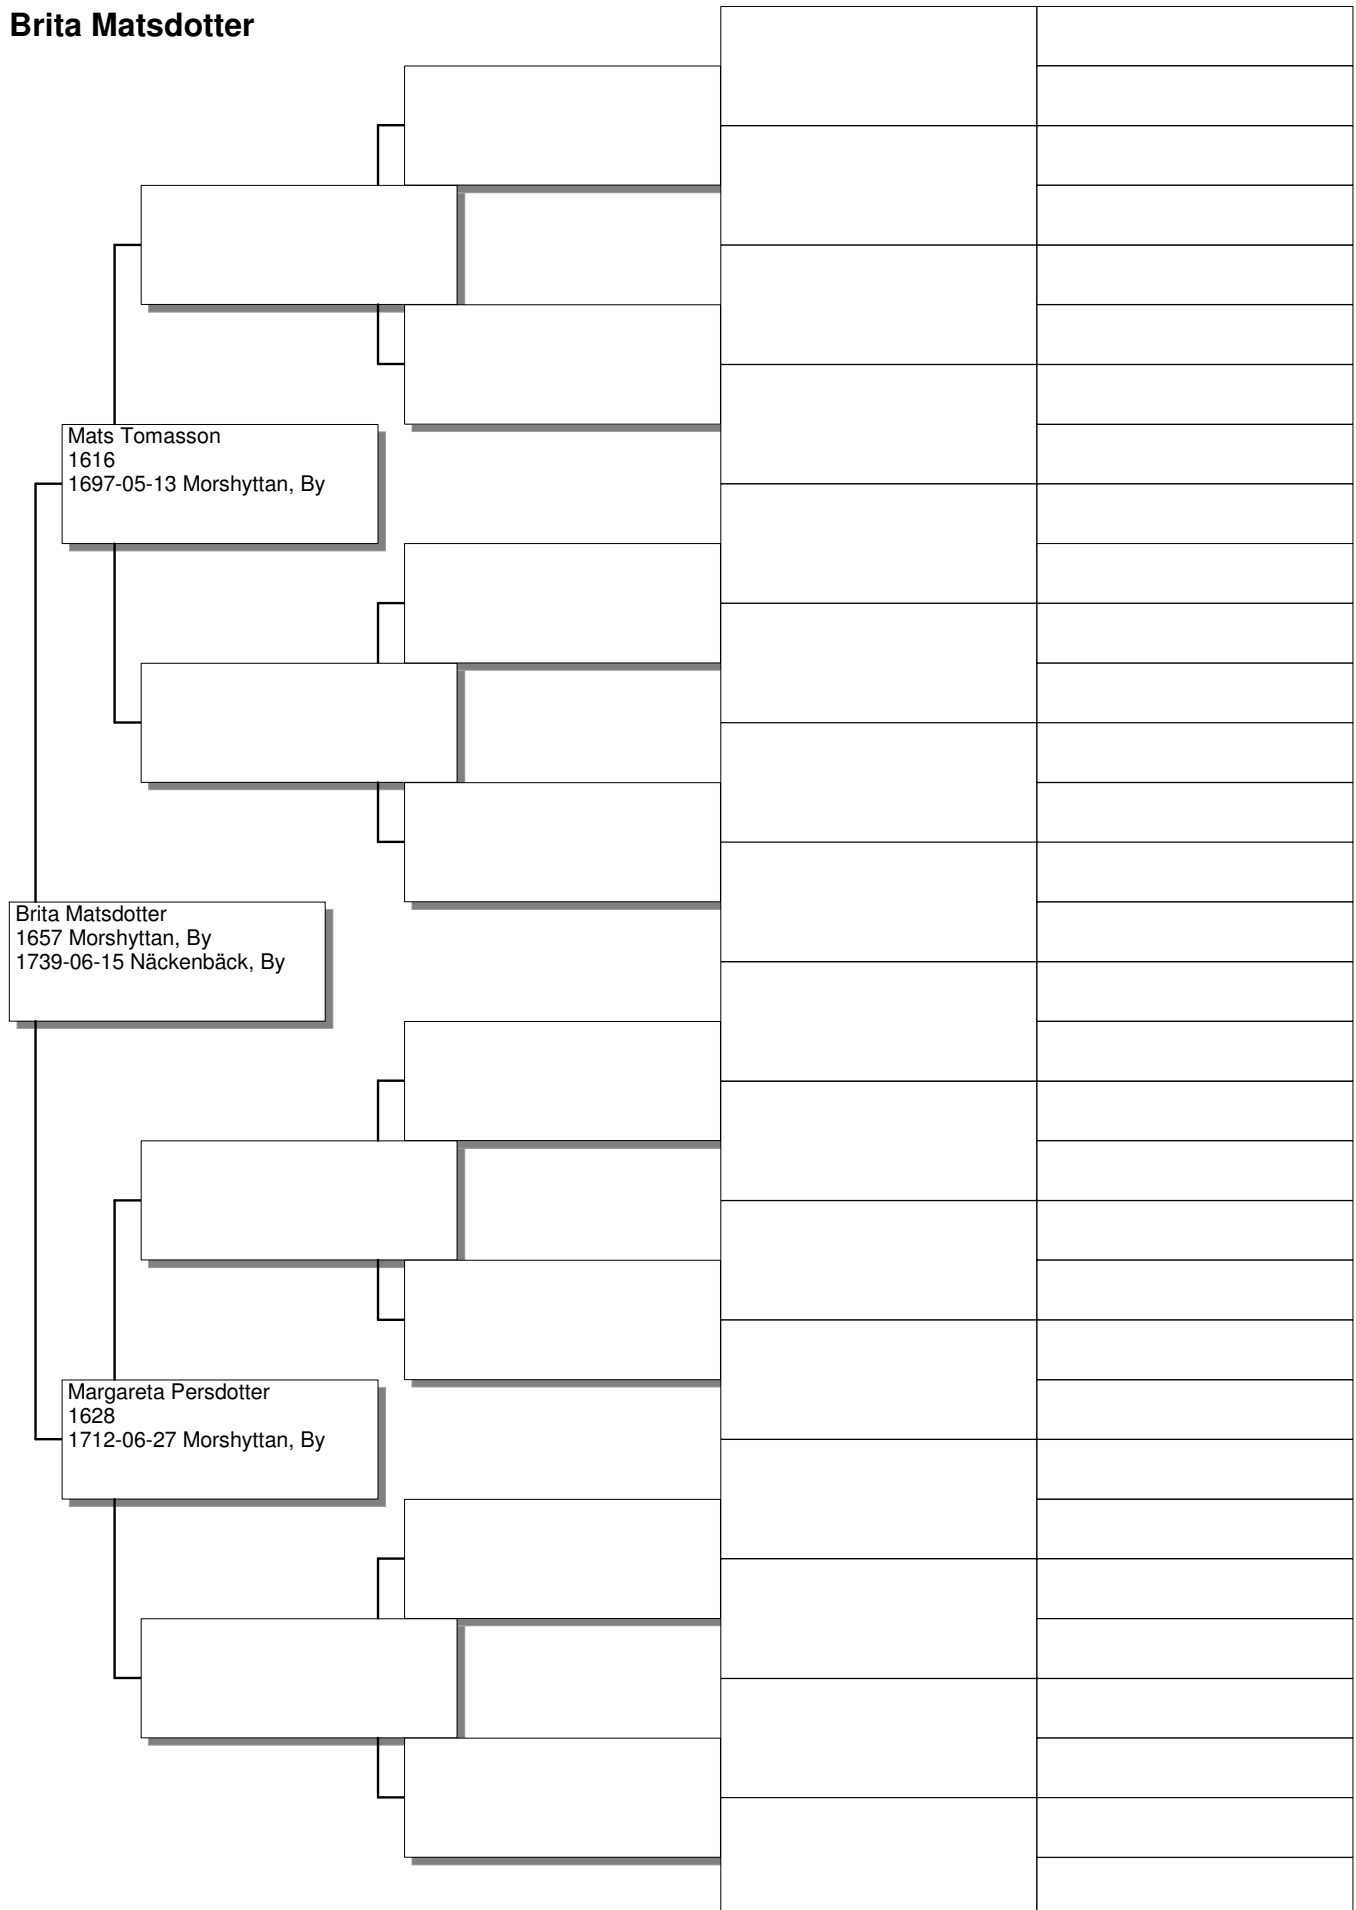 Brita Matsdotter
Mats Tomasson
1616
1697-05-13 Morshyttan, By
Brita Matsdotter
1657 Morshyttan, By
1739-06-15 Näckenbäck, By
Margareta Persdotter
1628
1712-06-27 Morshyttan, By